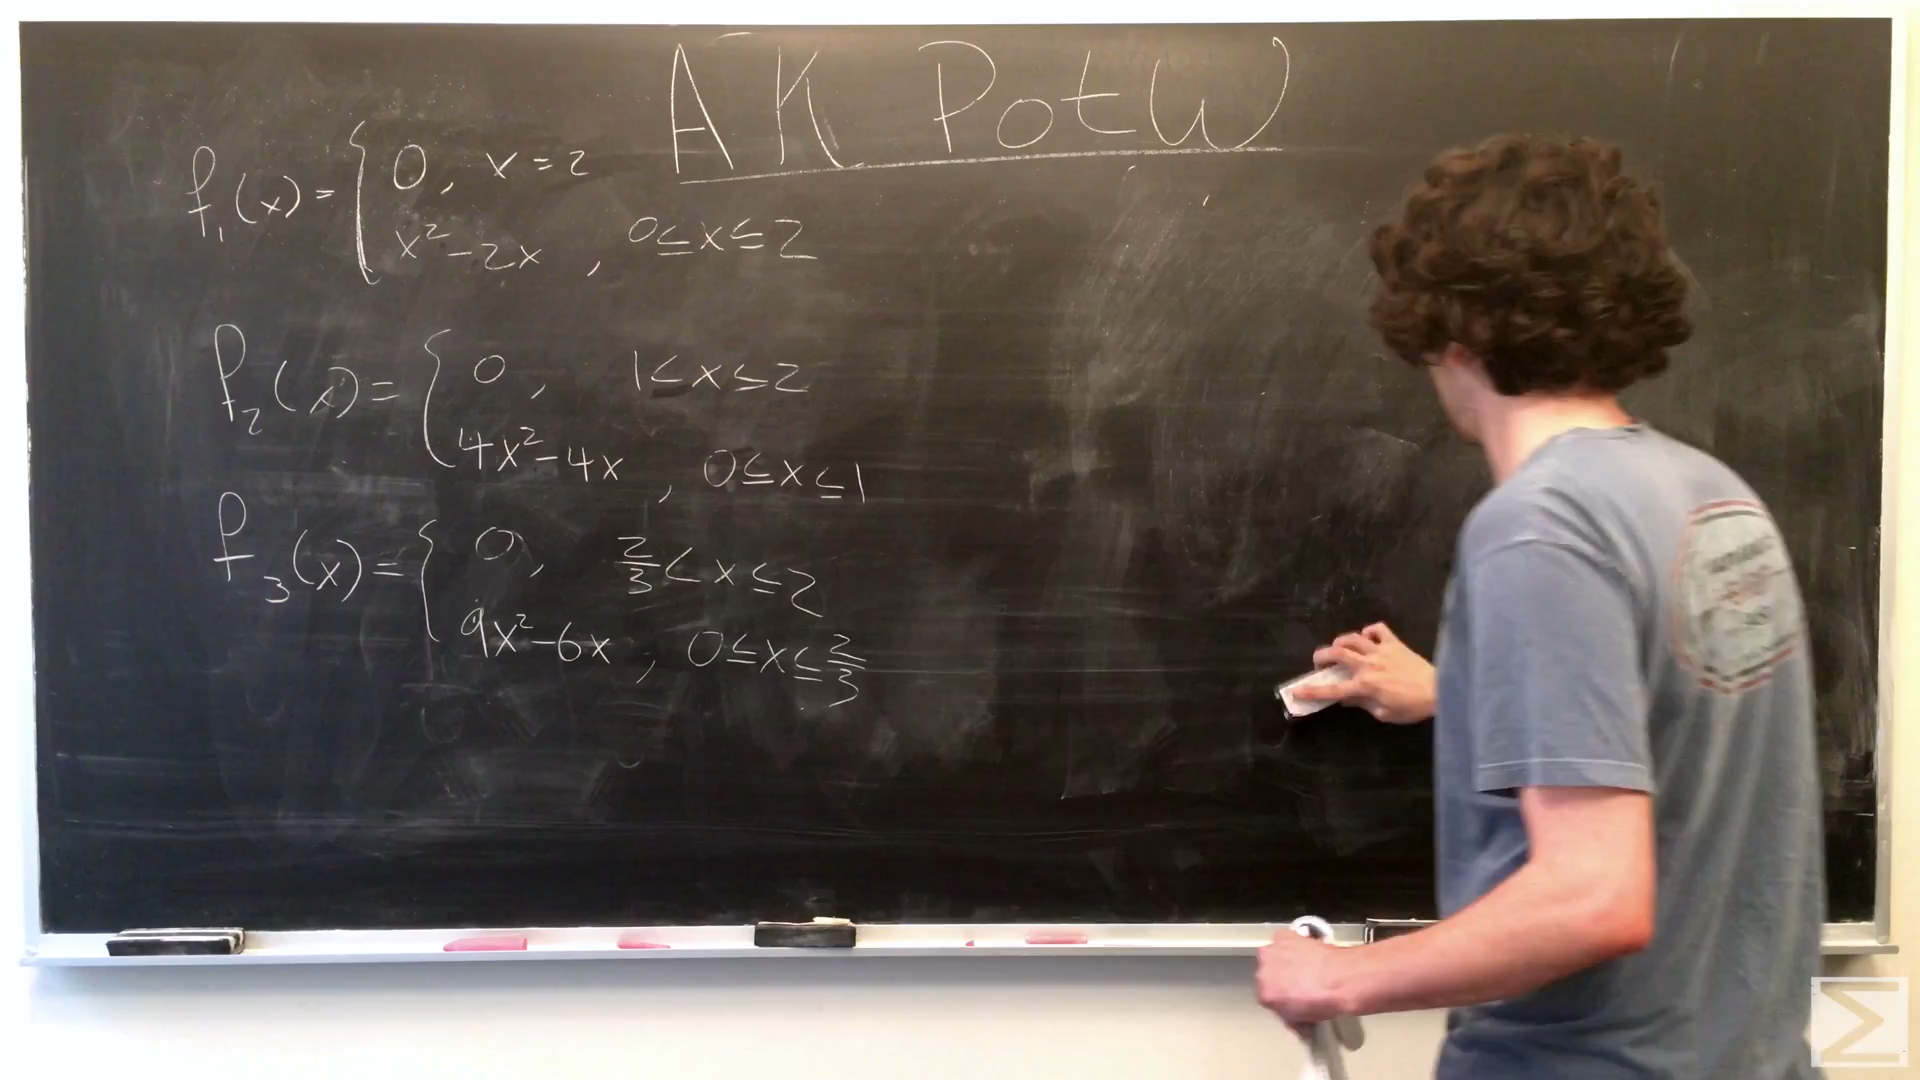 AK PotW
f₁(x) = { 0, x = 2
x² - 2x , 0 ≤ x ≤ 2
f₂(x) = { 0, 1 < x ≤ 2
4x² - 4x , 0 ≤ x ≤ 1
f₃(x) = { 0, 2/3 < x ≤ 2
9x² - 6x , 0 ≤ x ≤ 2/3
Σ